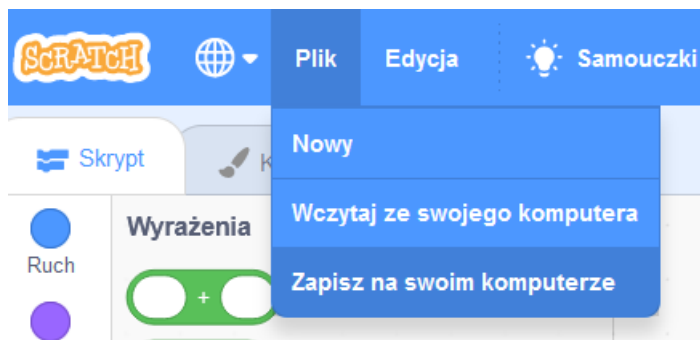 SCRATCH
Plik
Edycja
Samouczki
Skrypt
K
Nowy
Wczytaj ze swojego komputera
Zapisz na swoim komputerze
Ruch
Wyrażenia
+